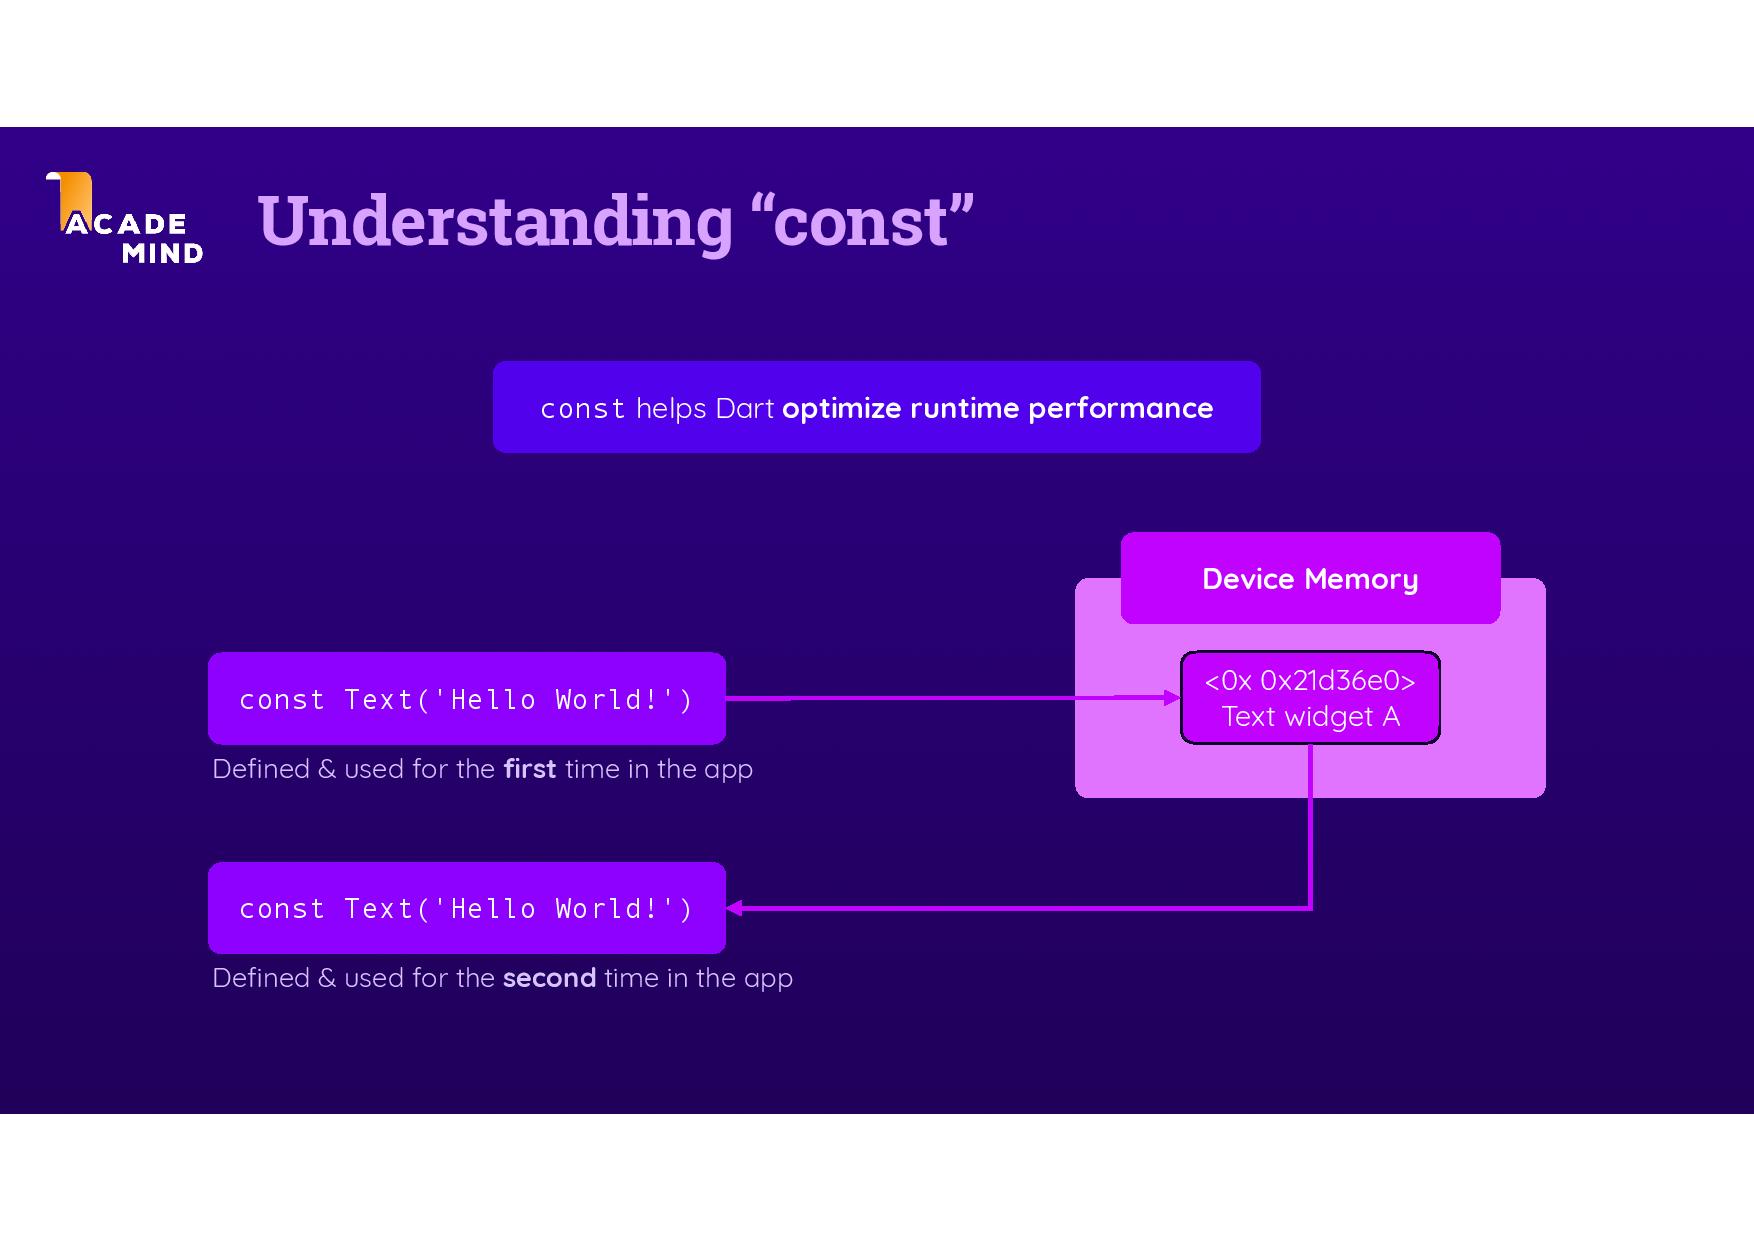 ACADE
MIND
Understanding “const”
const helps Dart optimize runtime performance
Device Memory
const Text('Hello World!')
<0x 0x21d36e0>
Text widget A
Defined & used for the first time in the app
const Text('Hello World!')
Defined & used for the second time in the app